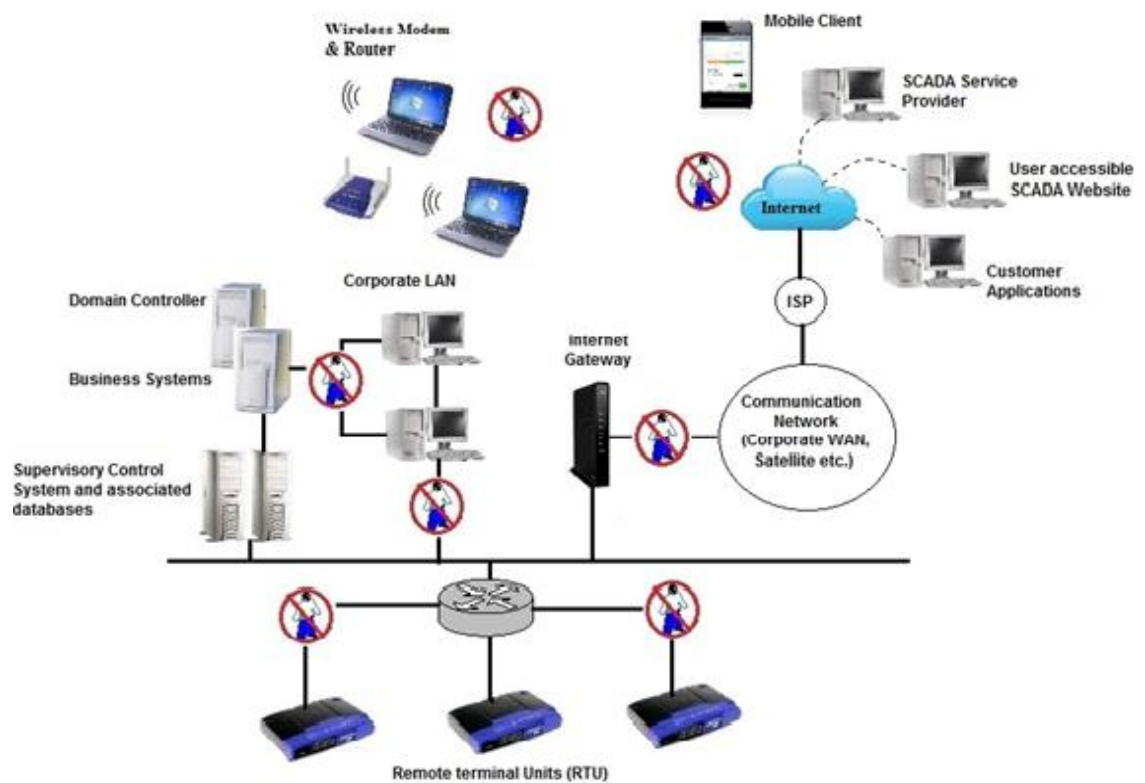 Wireless Modem
& Router
Mobile Client
SCADA Service
Provider
User accessible
SCADA Website
Internet
Customer
Applications
ISP
Corporate LAN
Domain Controller
Business Systems
Internet
Gateway
Communication
Network
(Corporate WAN,
Satellite etc.)
Supervisory Control
System and associated
databases
Remote terminal Units (RTU)